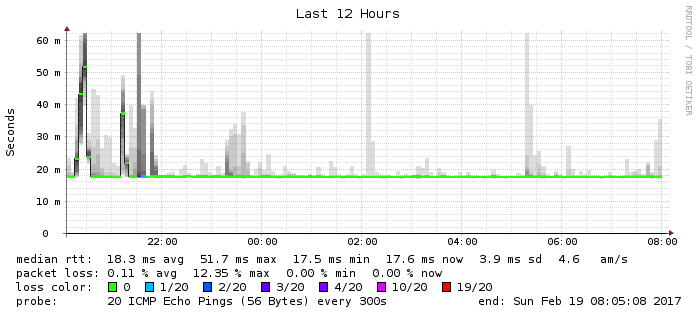 Last 12 Hours
RRDTOOL / TOBI OETIKER
Seconds
60 m
50 m
40 m
30 m
20 m
10 m
0
22:00 00:00 02:00 04:00 06:00 08:00
median rtt: 18.3 ms avg 51.7 ms max 17.5 ms min 17.6 ms now 3.9 ms sd 4.6 am/s
packet loss: 0.11 % avg 12.35 % max 0.00 % min 0.00 % now
loss color: 0 1/20 2/20 3/20 4/20 10/20 19/20
probe: 20 ICMP Echo Pings (56 Bytes) every 300s end: Sun Feb 19 08:05:08 2017